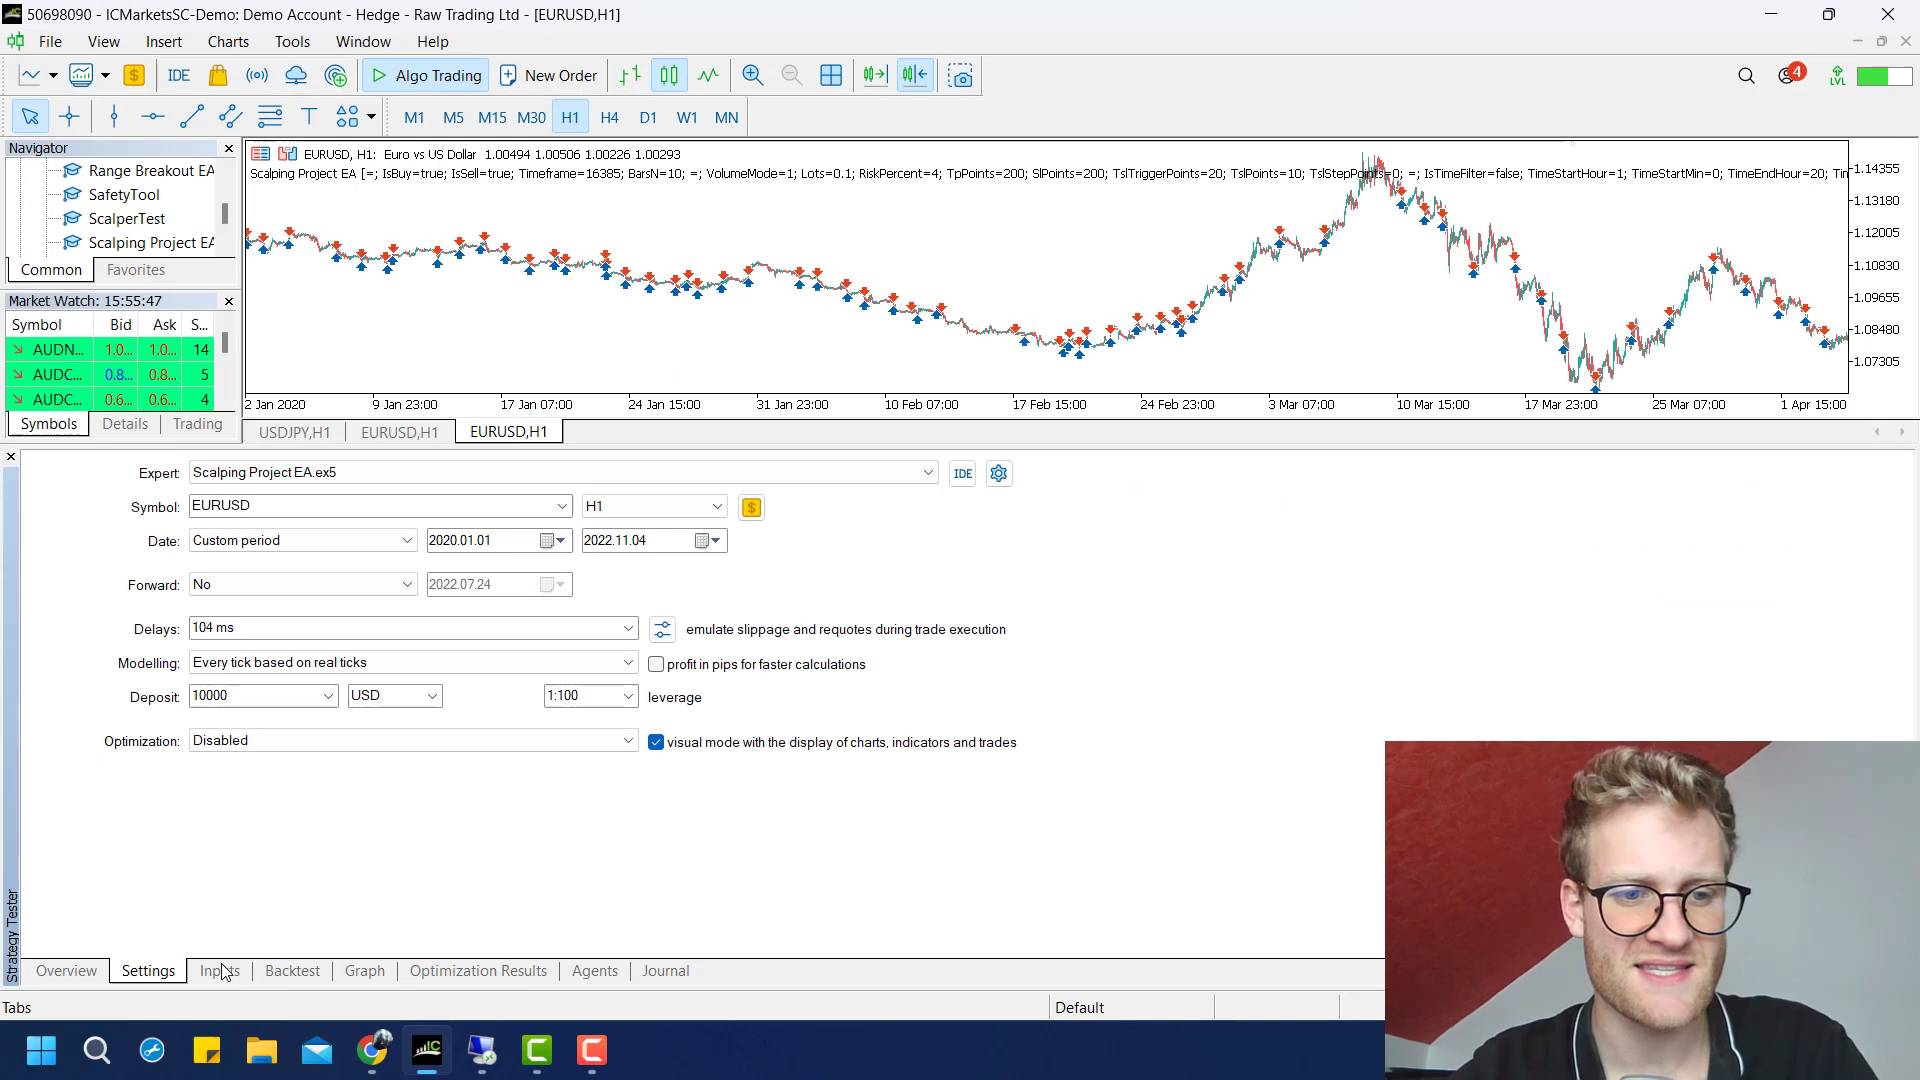 50698090 - ICMarketsSC-Demo: Demo Account - Hedge - Raw Trading Ltd - [EURUSD,H1]
File View Insert Charts Tools Window Help
IDE Algo Trading New Order 4 LVL
M1 M5 M15 M30 H1 H4 D1 W1 MN
Navigator
Range Breakout EA
SafetyTool
ScalperTest
Scalping Project EA
Common Favorites
Market Watch: 15:55:47
Symbol Bid Ask S...
AUDN... 1.0... 1.0... 14
AUDC... 0.8... 0.8... 5
AUDC... 0.6... 0.6... 4
Symbols Details Trading
EURUSD, H1: Euro vs US Dollar 1.00494 1.00506 1.00226 1.00293
Scalping Project EA [=; IsBuy=true; IsSell=true; Timeframe=16385; BarsN=10; =; VolumeMode=1; Lots=0.1; RiskPercent=4; TpPoints=200; SlPoints=200; TslTriggerPoints=20; TslPoints=10; TslStepPoints=0; =; IsTimeFilter=false; TimeStartHour=1; TimeStartMin=0; TimeEndHour=20; Tim
1.14355
1.13180
1.12005
1.10830
1.09655
1.08480
1.07305
2 Jan 2020 9 Jan 23:00 17 Jan 07:00 24 Jan 15:00 31 Jan 23:00 10 Feb 07:00 17 Feb 15:00 24 Feb 23:00 3 Mar 07:00 10 Mar 15:00 17 Mar 23:00 25 Mar 07:00 1 Apr 15:00
USDJPY,H1 EURUSD,H1 EURUSD,H1
Expert: Scalping Project EA.ex5 IDE
Symbol: EURUSD H1 $
Date: Custom period 2020.01.01 2022.11.04
Forward: No 2022.07.24
Delays: 104 ms emulate slippage and requotes during trade execution
Modelling: Every tick based on real ticks profit in pips for faster calculations
Deposit: 10000 USD 1:100 leverage
Optimization: Disabled visual mode with the display of charts, indicators and trades
Strategy Tester
Overview Settings Inputs Backtest Graph Optimization Results Agents Journal
Tabs Default